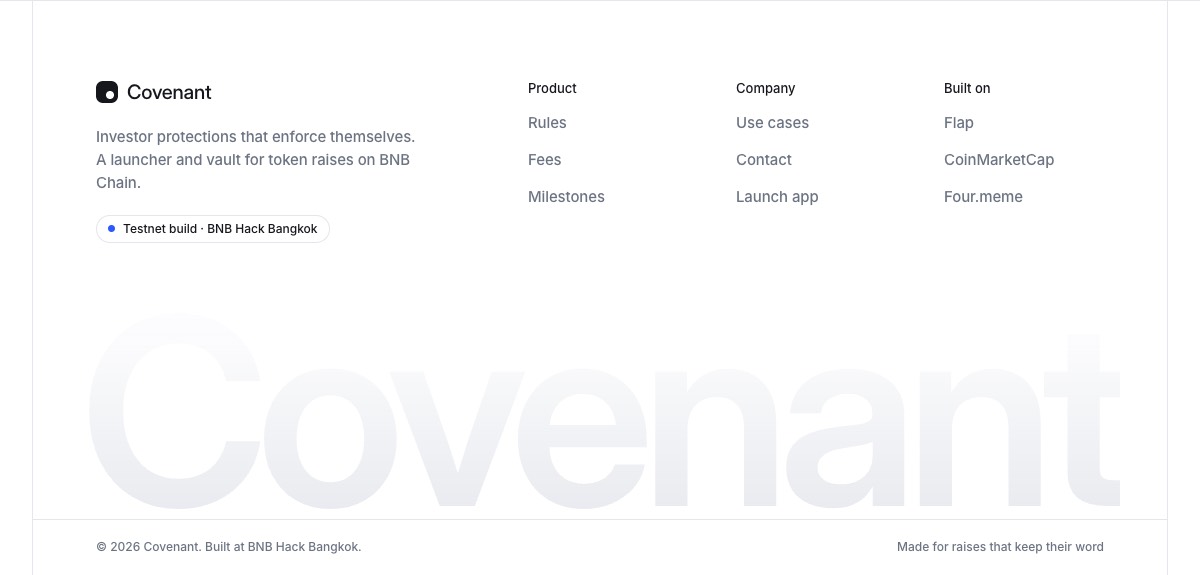 Covenant
Investor protections that enforce themselves.
A launcher and vault for token raises on BNB
Chain.
Testnet build · BNB Hack Bangkok
Product
Rules
Fees
Milestones
Company
Use cases
Contact
Launch app
Built on
Flap
CoinMarketCap
Four.meme
Covenant
© 2026 Covenant. Built at BNB Hack Bangkok.
Made for raises that keep their word